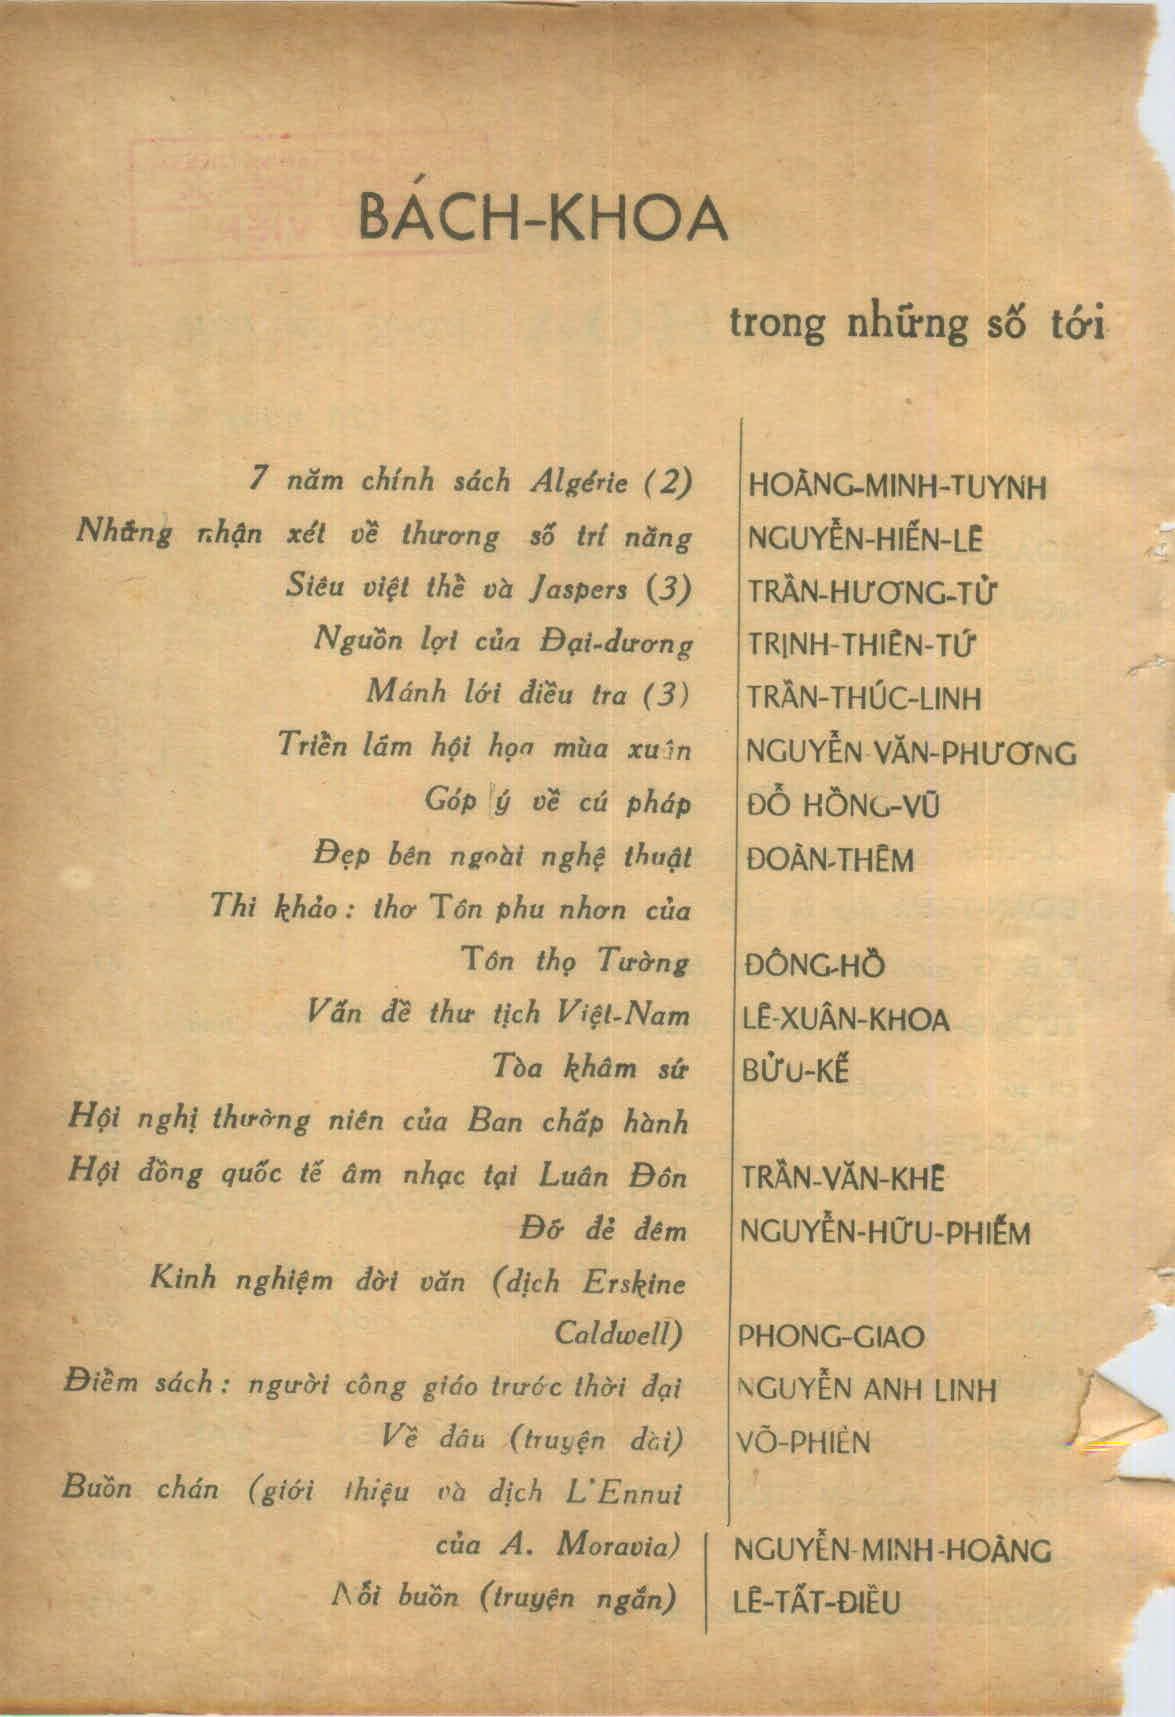 BÁCH-KHOA
trong những số tới
7 năm chính sách Algérie (2) HOÀNG-MINH-TUYNH
Những nhận xét về thương số trí năng NGUYỄN-HIẾN-LÊ
Siêu việt thể và Jaspers (3) TRẦN-HƯƠNG-TỬ
Nguồn lợi của Đại-dương TRỊNH-THIÊN-TỨ
Mánh lới điều tra (3) TRẦN-THÚC-LINH
Triển lãm hội họa mùa xuân NGUYỄN-VĂN-PHƯƠNG
Góp ý về cú pháp ĐỖ HỒNG-VŨ
Đẹp bên ngoài nghệ thuật ĐOÀN-THÊM
Thi khảo : thơ Tôn phu nhơn của
Tôn thọ Tường ĐÔNG-HỒ
Vấn đề thư tịch Việt-Nam LÊ-XUÂN-KHOA
Tòa khâm sứ BỬU-KẾ
Hội nghị thường niên của Ban chấp hành
Hội đồng quốc tế âm nhạc tại Luân Đôn TRẦN-VĂN-KHÊ
Đỡ đẻ đêm NGUYỄN-HỮU-PHIẾM
Kinh nghiệm đời văn (dịch Erskine
Caldwell) PHONG-GIAO
Điểm sách : người công giáo trước thời đại NGUYỄN ANH LINH
Về đâu (truyện dài) VÕ-PHIÊN
Buồn chán (giới thiệu và dịch L'Ennui
của A. Moravia) NGUYỄN-MINH-HOÀNG
Nỗi buồn (truyện ngắn) LÊ-TẤT-ĐIỀU